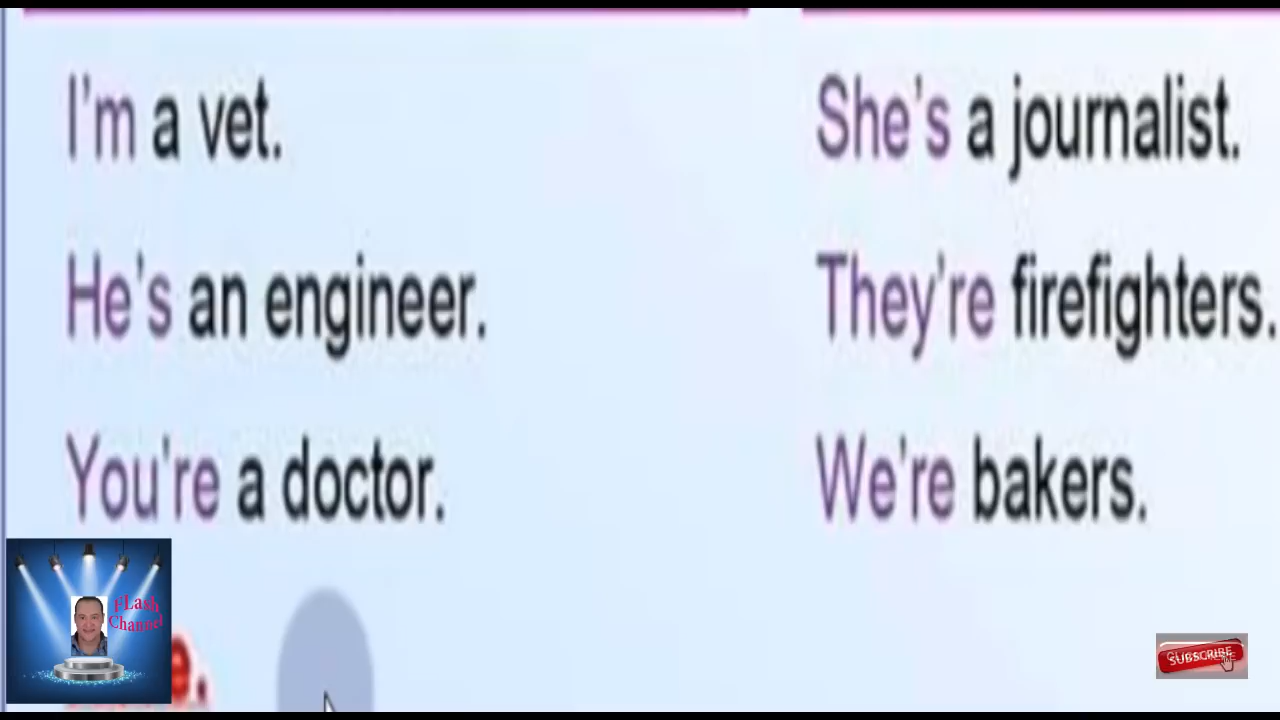 I'm a vet.
He's an engineer.
You're a doctor.
She's a journalist.
They're firefighters.
We're bakers.
FLash
Channel
SUBSCRIBE